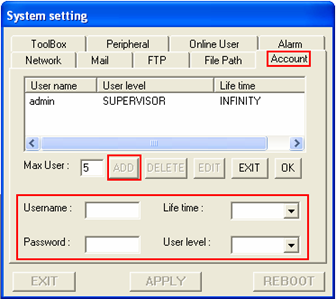 System setting
ToolBox Peripheral Online User Alarm
Network Mail FTP File Path Account
User name User level Life time
admin SUPERVISOR INFINITY
Max User : 5 ADD DELETE EDIT EXIT OK
Username : Life time :
Password : User level :
EXIT APPLY REBOOT